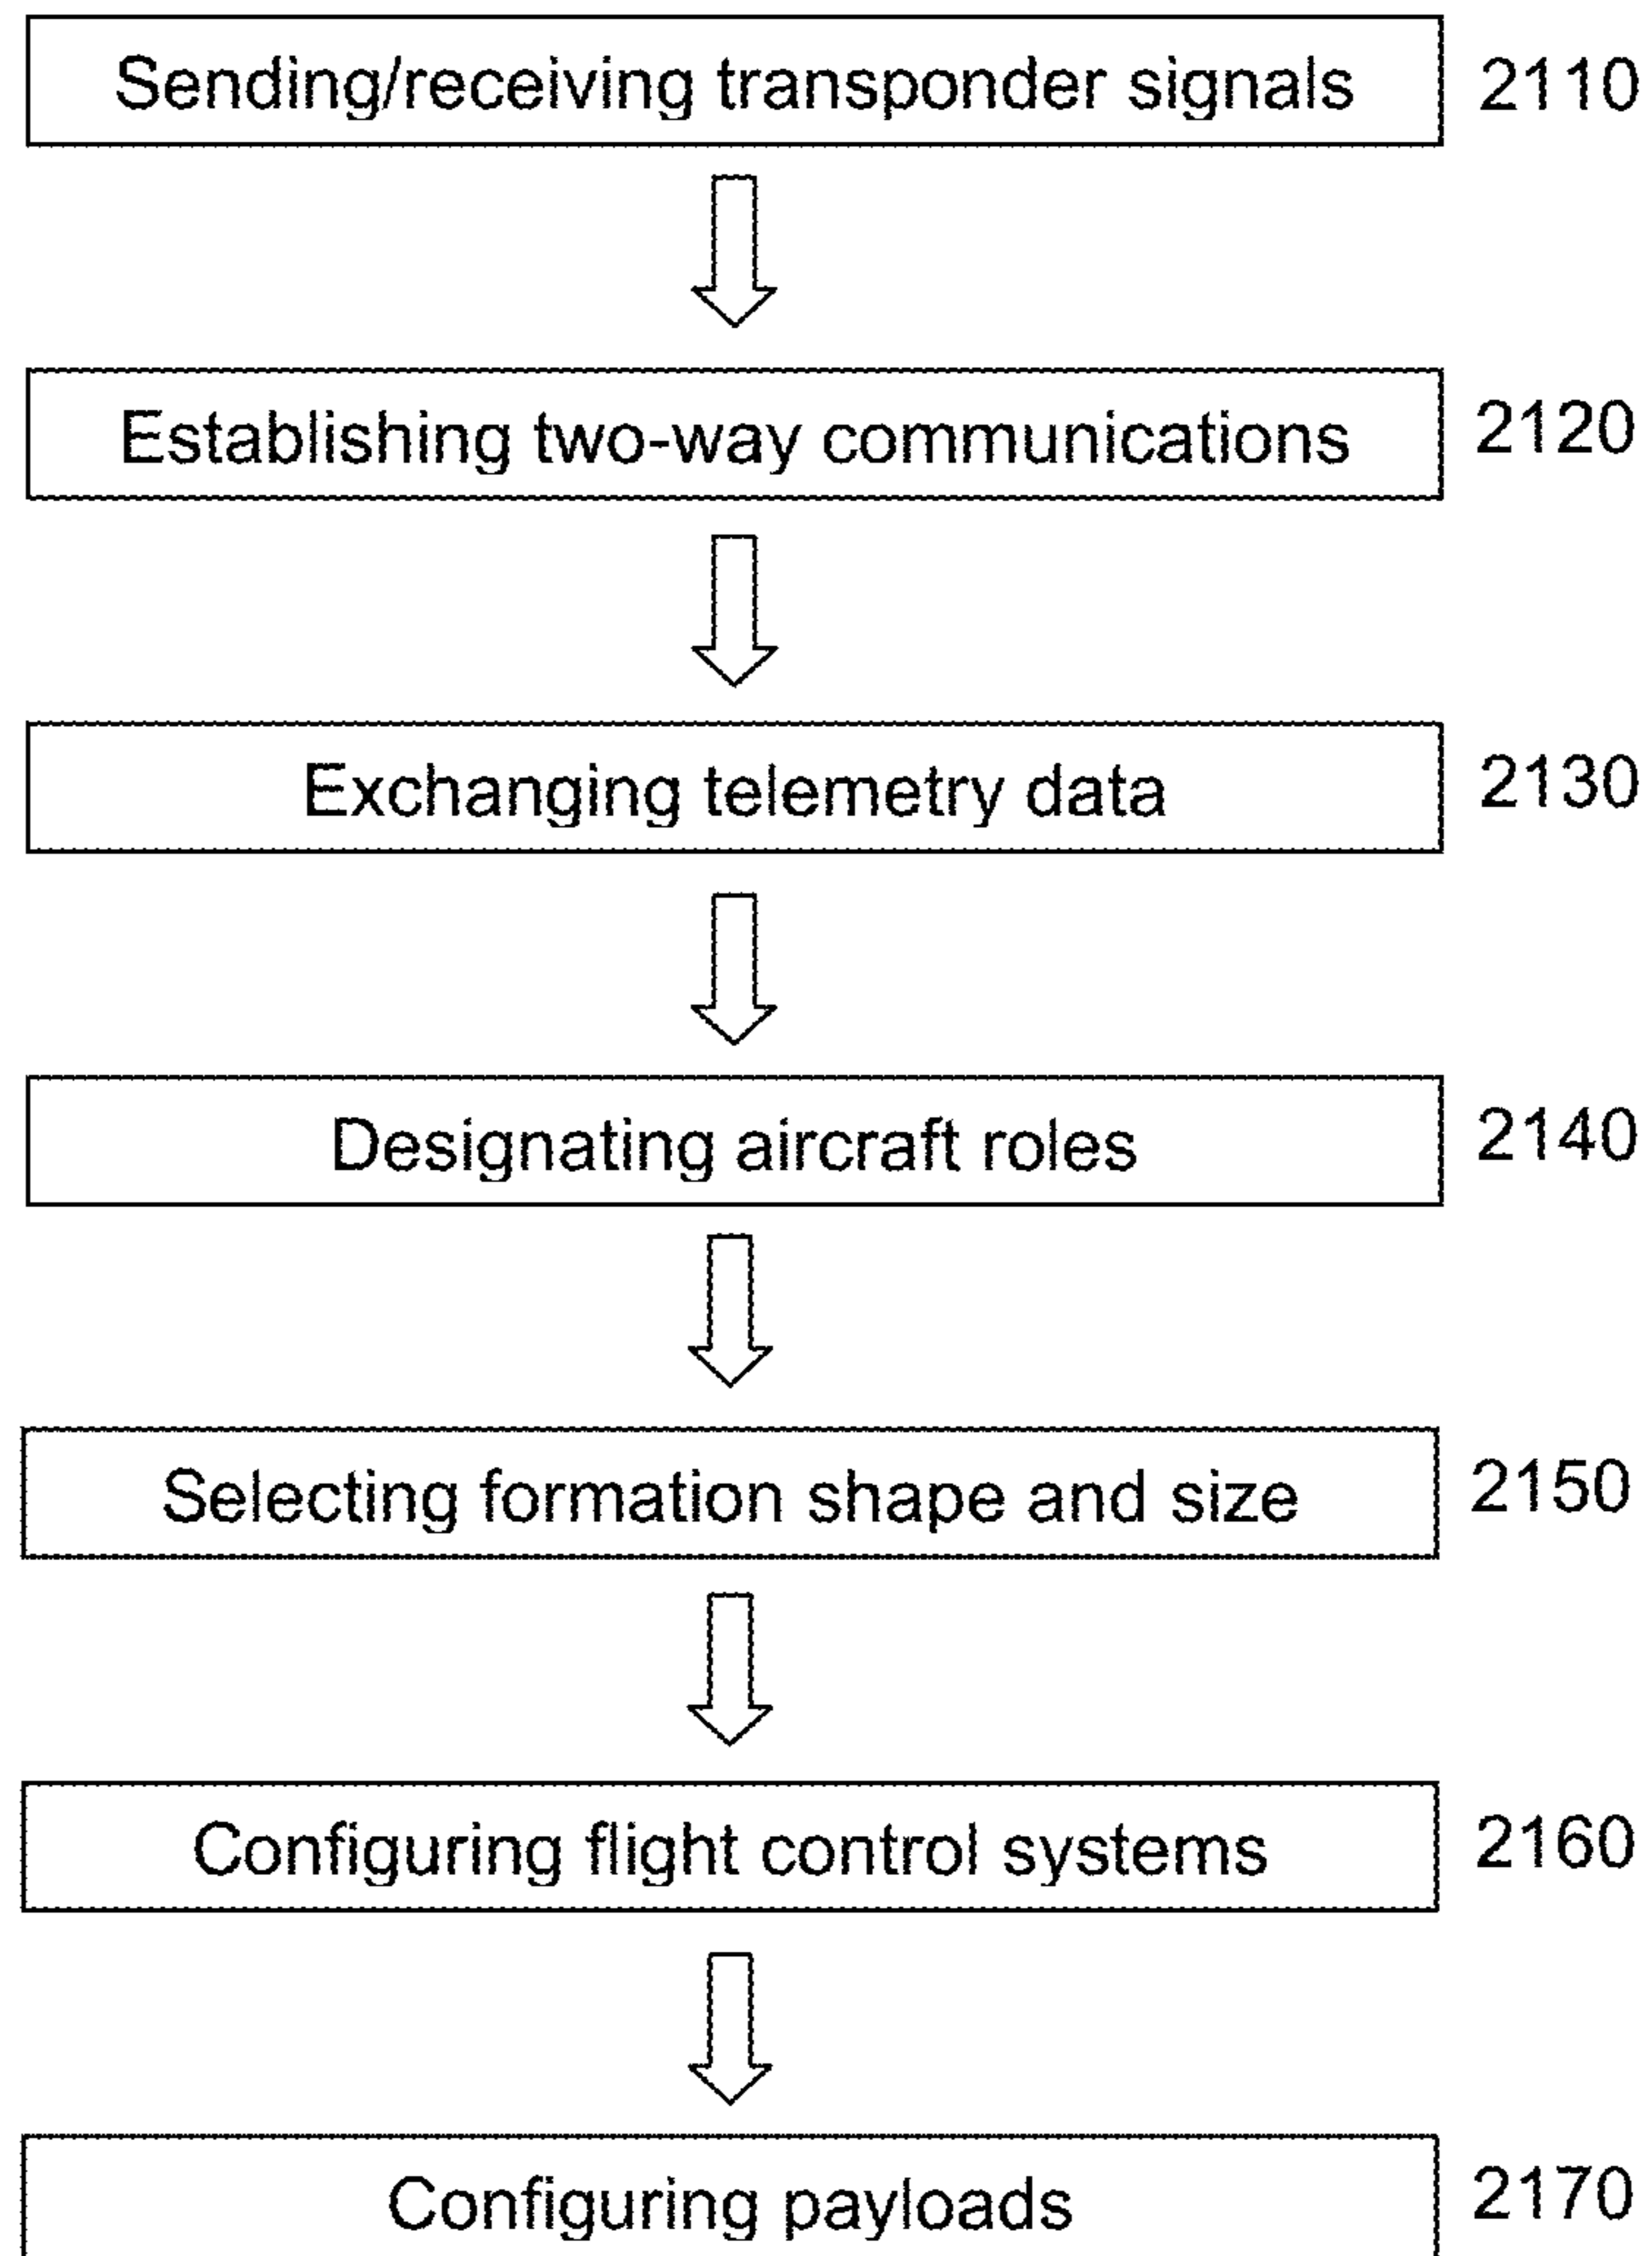 Sending/receiving transponder signals 2110
Establishing two-way communications 2120
Exchanging telemetry data 2130
Designating aircraft roles 2140
Selecting formation shape and size 2150
Configuring flight control systems 2160
Configuring payloads 2170